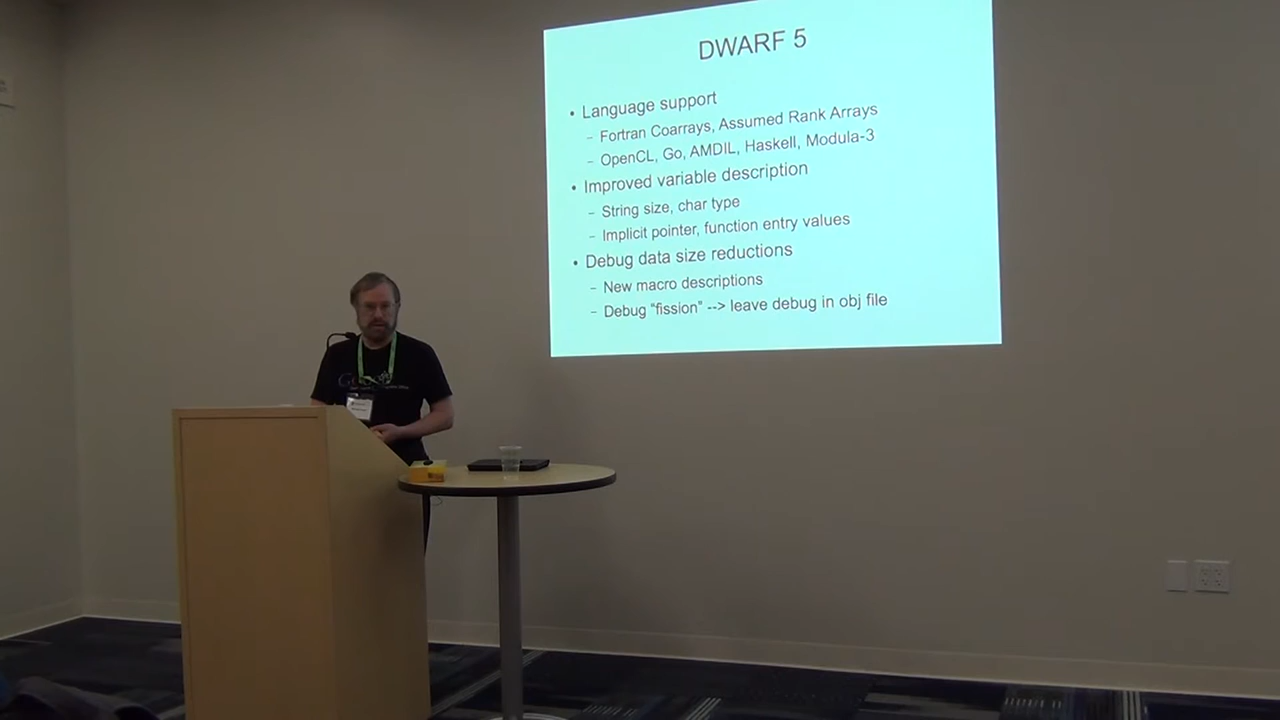 DWARF 5
• Language support
– Fortran Coarrays, Assumed Rank Arrays
– OpenCL, Go, AMDIL, Haskell, Modula-3
• Improved variable description
– String size, char type
– Implicit pointer, function entry values
• Debug data size reductions
– New macro descriptions
– Debug “fission” --> leave debug in obj file